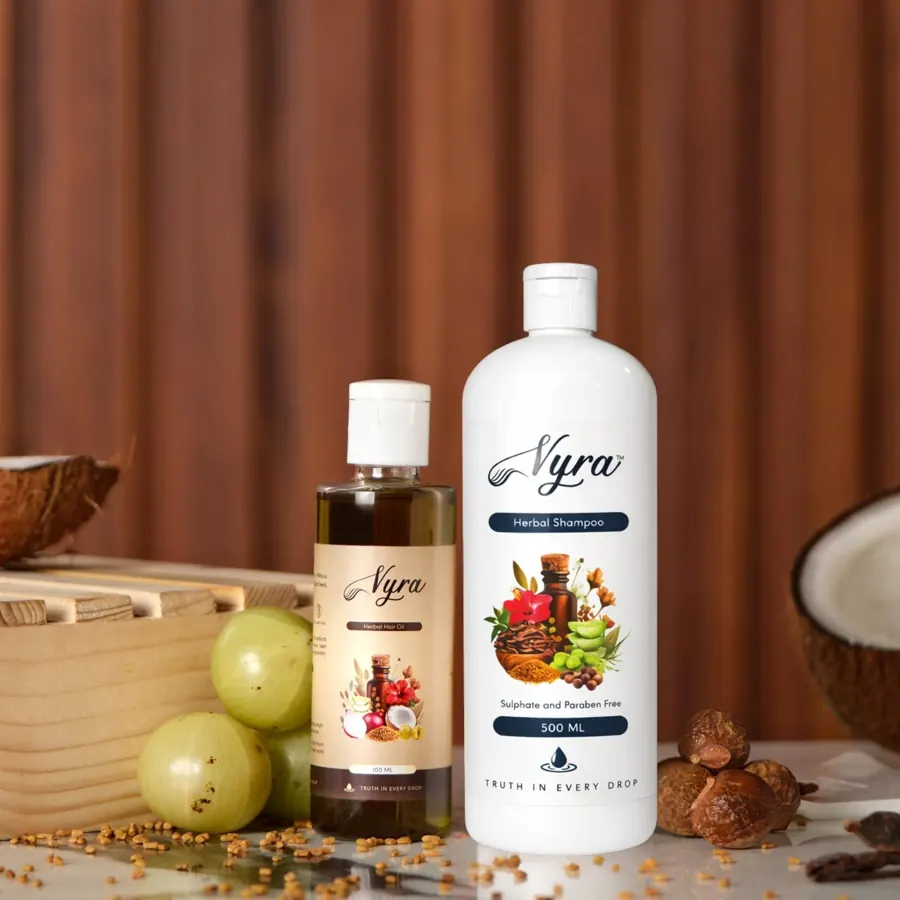 Vyra
Herbal Hair Oil
100 ML
TRUTH IN EVERY DROP
Vyra™
Herbal Shampoo
Sulphate and Paraben Free
500 ML
TRUTH IN EVERY DROP